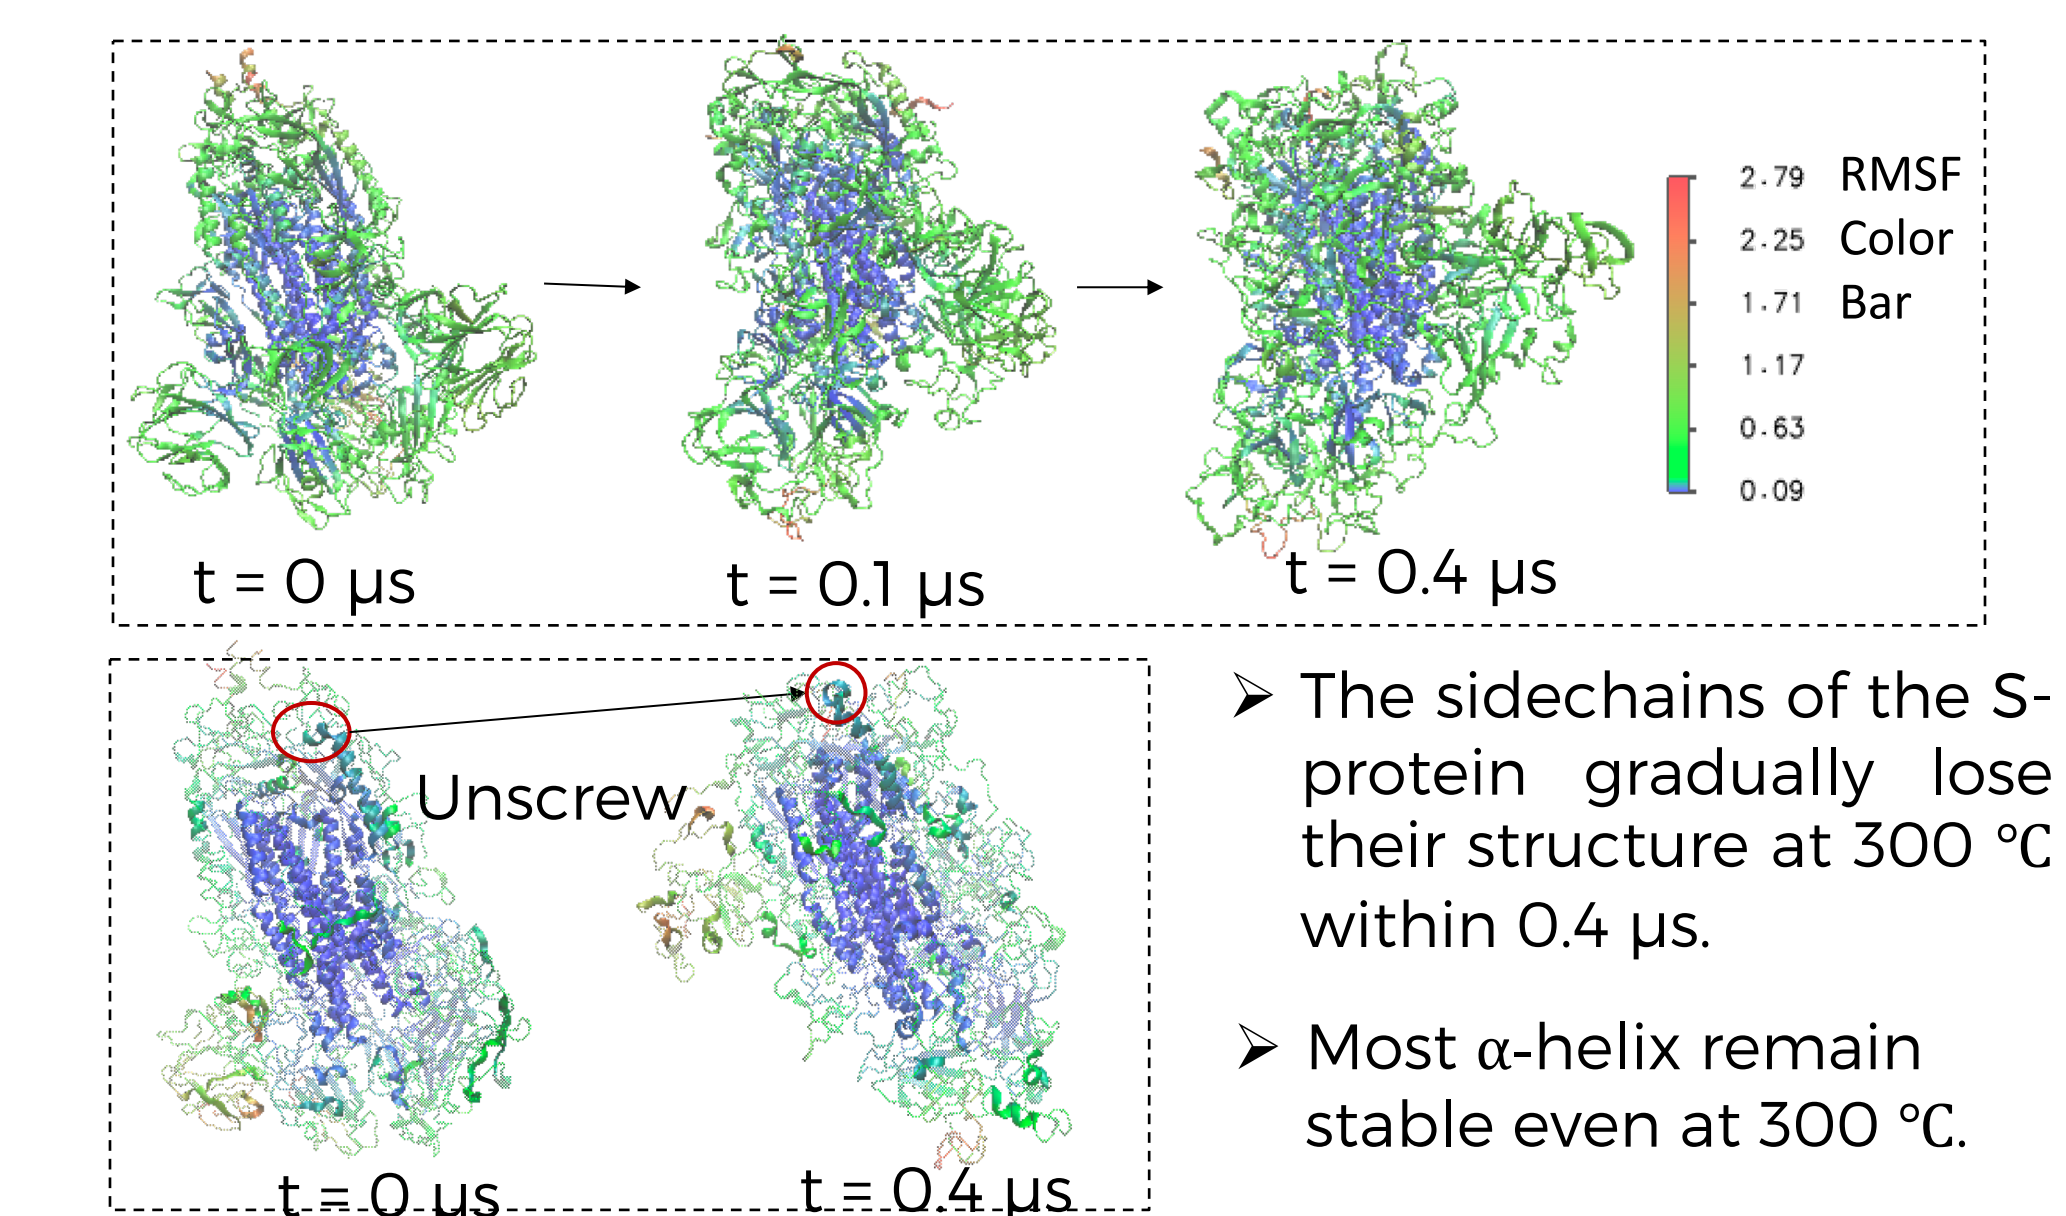 2.79
2.25
1.71
1.17
0.63
0.09
RMSF
Color
Bar
t = 0 µs
t = 0.1 µs
t = 0.4 µs
Unscrew
t = 0 µs
t = 0.4 µs
➢ The sidechains of the S-
protein gradually lose
their structure at 300 ℃
within 0.4 µs.
➢ Most α-helix remain
stable even at 300 ℃.